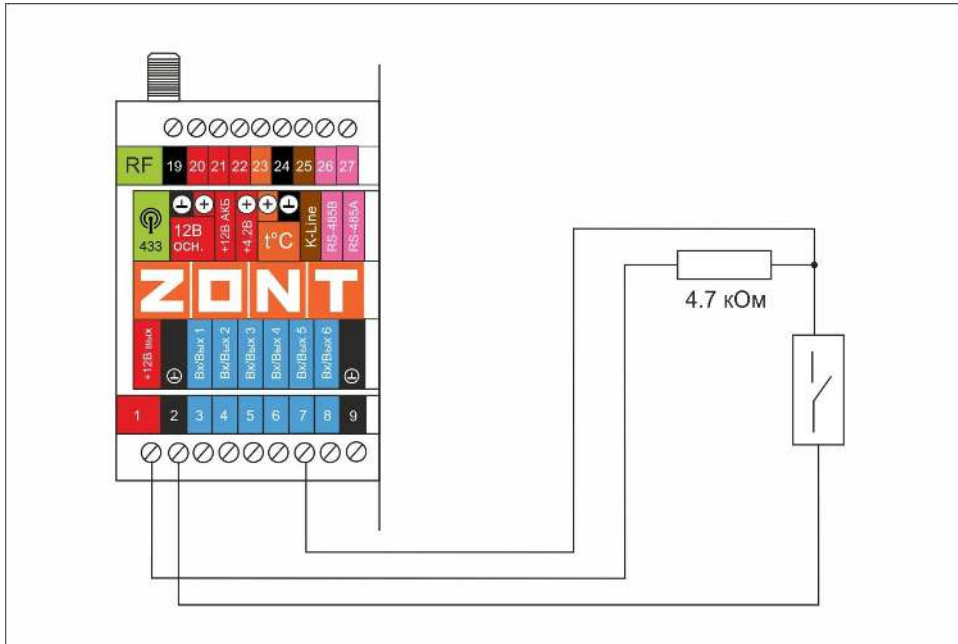 RF 19 20 21 22 23 24 25 26 27
433
12В
осн.
+12В АКБ
+4.2В
t°C
K-Line
RS-485B
RS-485A
ZONT
+12В вых
Вх/Вых 1
Вх/Вых 2
Вх/Вых 3
Вх/Вых 4
Вх/Вых 5
Вх/Вых 6
1 2 3 4 5 6 7 8 9
4.7 кОм